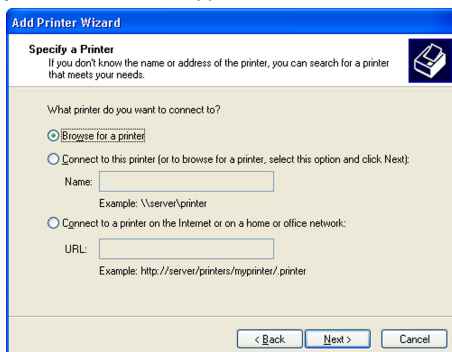 Add Printer Wizard
Specify a Printer
If you don't know the name or address of the printer, you can search for a printer
that meets your needs.
What printer do you want to connect to?
Browse for a printer
Connect to this printer (or to browse for a printer, select this option and click Next):
Name:
Example: \\server\printer
Connect to a printer on the Internet or on a home or office network:
URL:
Example: http://server/printers/myprinter/.printer
< Back Next > Cancel